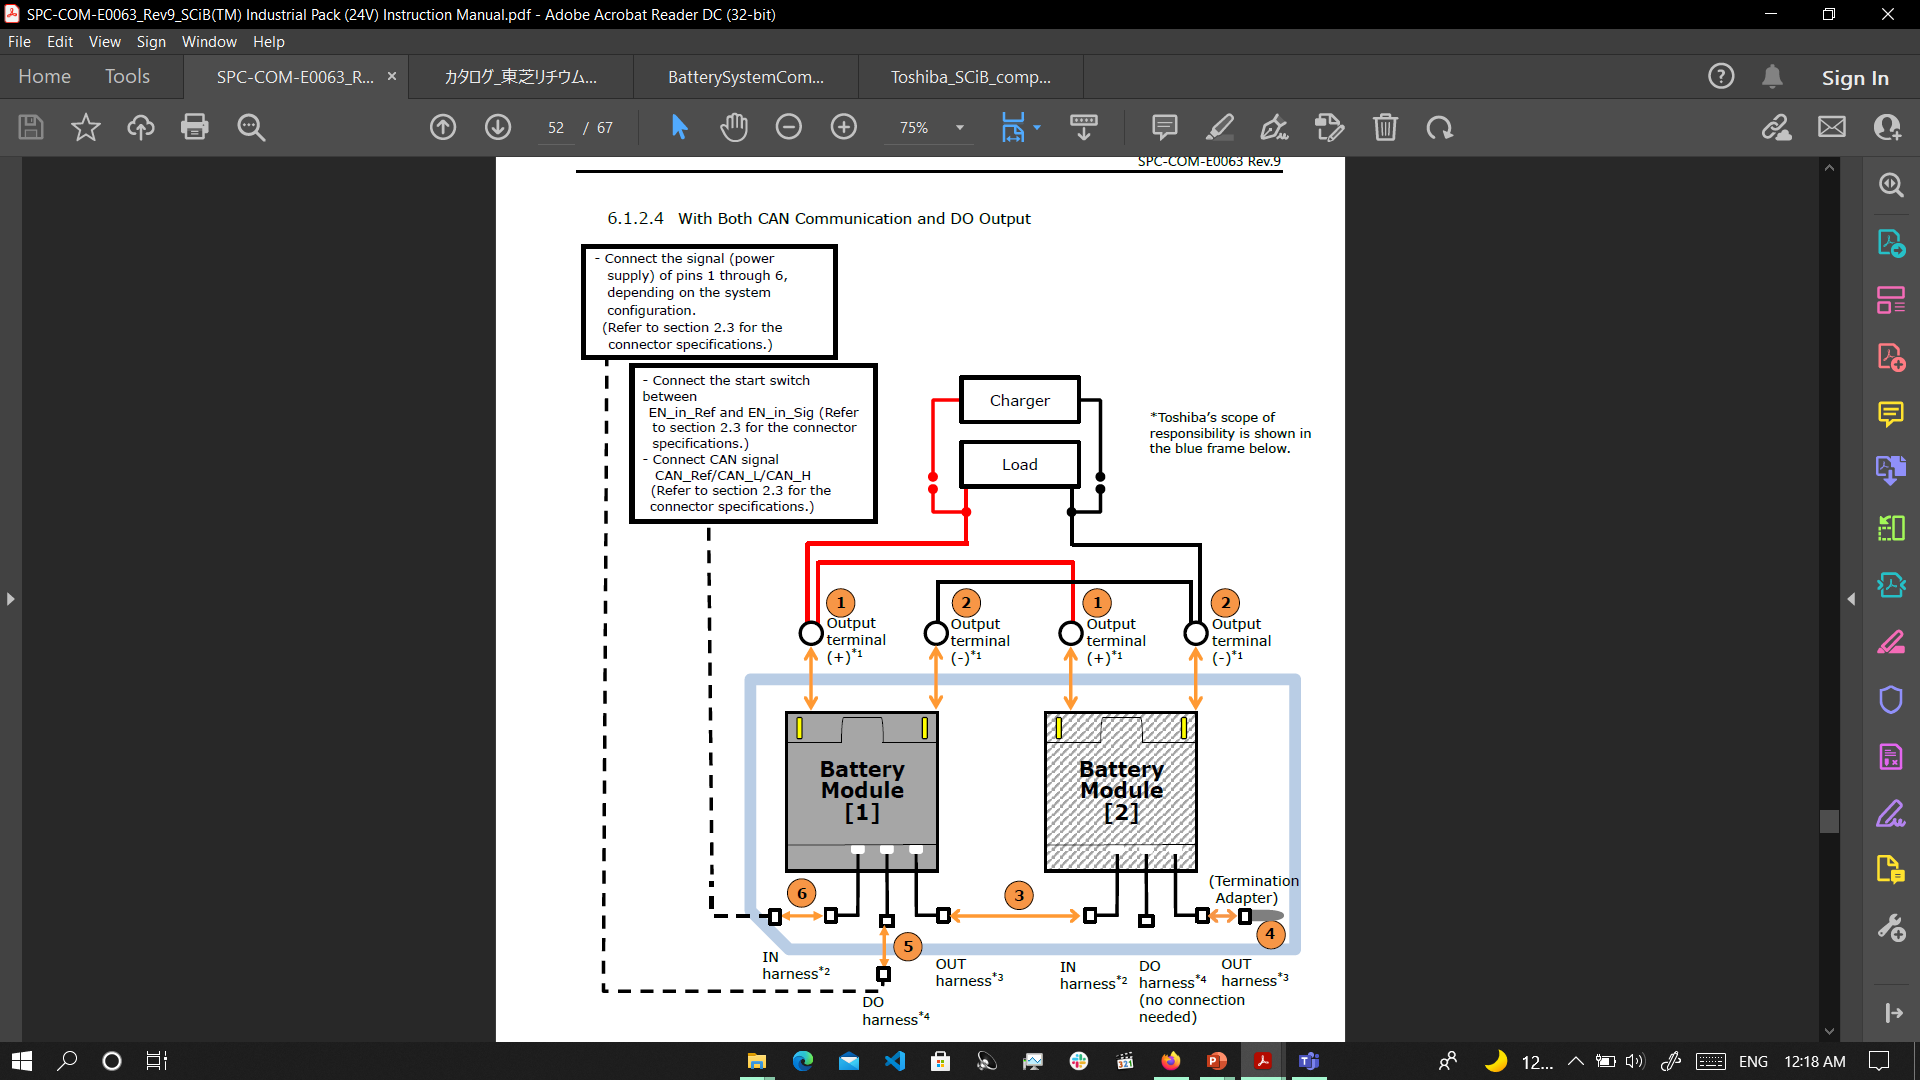 SPC-COM-E0063_Rev9_SCiB(TM) Industrial Pack (24V) Instruction Manual.pdf - Adobe Acrobat Reader DC (32-bit)
File Edit View Sign Window Help
Home Tools SPC-COM-E0063_R... × カタログ_東芝リチウム... BatterySystemCom... Toshiba_SCiB_comp... Sign In
52 / 67 75%
SPC-COM-E0063 Rev.9
6.1.2.4 With Both CAN Communication and DO Output
- Connect the signal (power
supply) of pins 1 through 6,
depending on the system
configuration.
(Refer to section 2.3 for the
connector specifications.)
- Connect the start switch
between
EN_in_Ref and EN_in_Sig (Refer
to section 2.3 for the connector
specifications.)
- Connect CAN signal
CAN_Ref/CAN_L/CAN_H
(Refer to section 2.3 for the
connector specifications.)
Charger
Load
*Toshiba's scope of
responsibility is shown in
the blue frame below.
1 2 1 2
Output
terminal
(+)*1
Output
terminal
(-)*1
Output
terminal
(+)*1
Output
terminal
(-)*1
Battery
Module
[1]
Battery
Module
[2]
(Termination
Adapter)
6
3
4
5
IN
harness*2
DO
harness*4
OUT
harness*3
IN
harness*2
DO
harness*4
(no connection
needed)
OUT
harness*3
321
12... ENG 12:18 AM